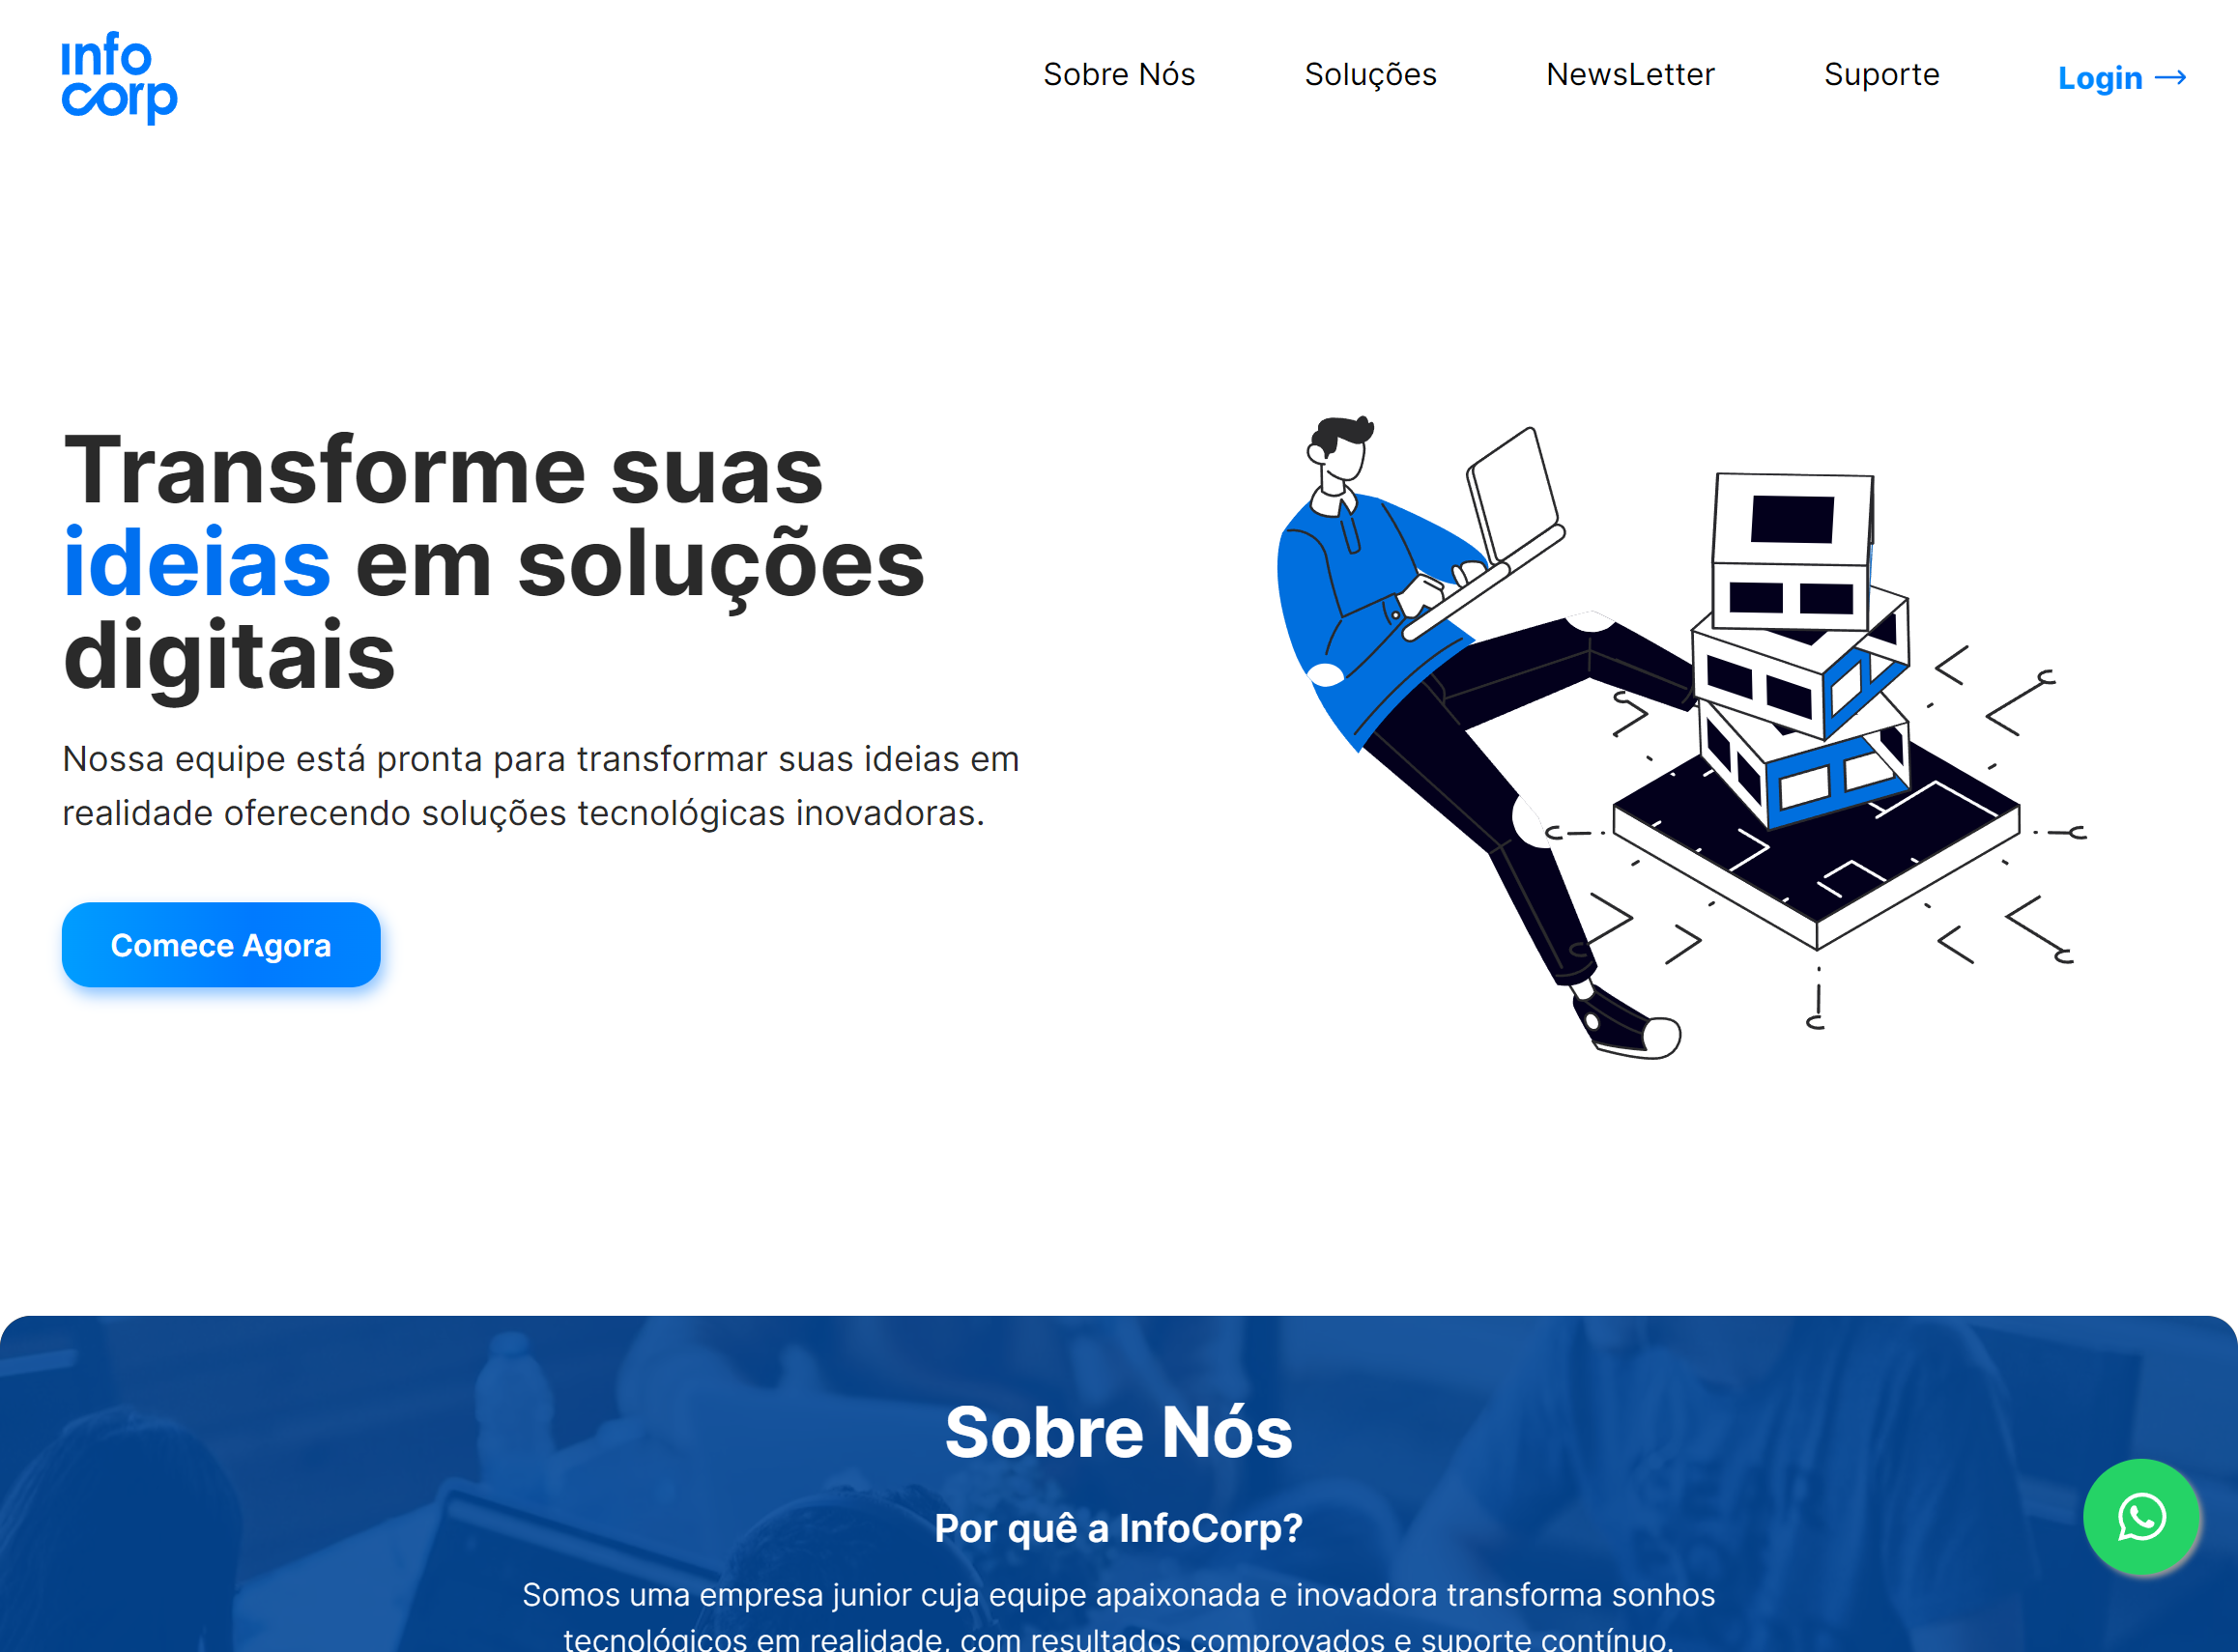 info
corp
Sobre Nós
Soluções
NewsLetter
Suporte
Login
Transforme suas
ideias em soluções
digitais
Nossa equipe está pronta para transformar suas ideias em
realidade oferecendo soluções tecnológicas inovadoras.
Comece Agora
Sobre Nós
Por quê a InfoCorp?
Somos uma empresa junior cuja equipe apaixonada e inovadora transforma sonhos
tecnológicos em realidade, com resultados comprovados e suporte contínuo.